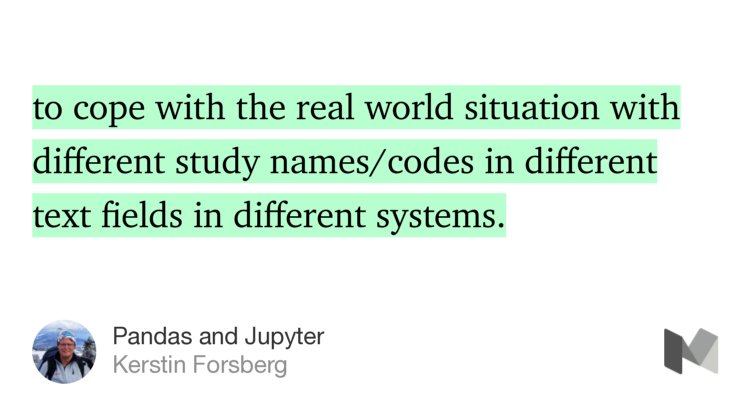 to cope with the real world situation with
different study names/codes in different
text fields in different systems.
Pandas and Jupyter
Kerstin Forsberg